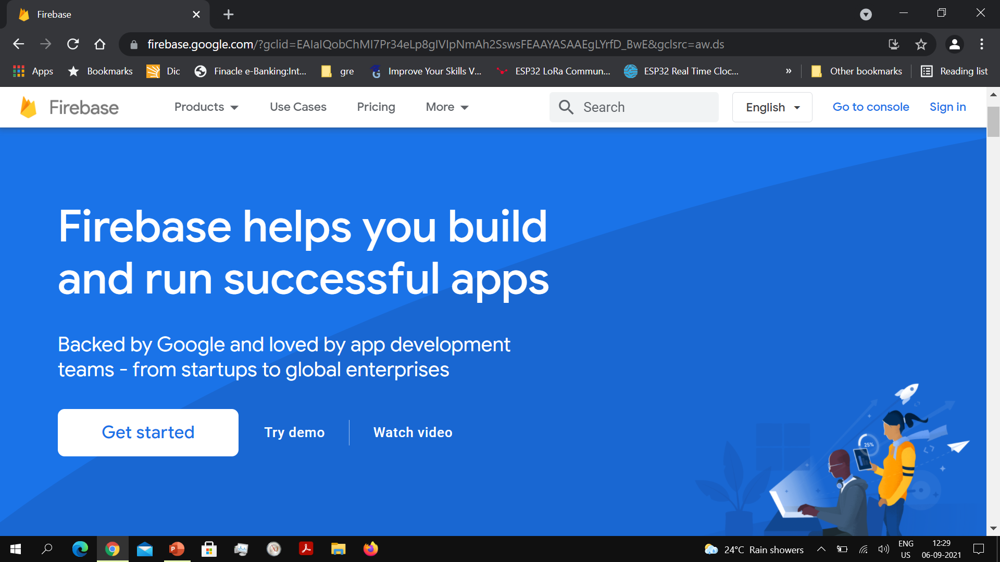 Firebase
firebase.google.com/?gclid=EAIaIQobChMI7Pr34eLp8gIVIpNmAh2SswsFEAAYASAAEgLYrfD_BwE&gclsrc=aw.ds
Apps Bookmarks Dic Finacle e-Banking:Int... gre Improve Your Skills V... ESP32 LoRa Commun... ESP32 Real Time Cloc... » Other bookmarks Reading list
Firebase Products Use Cases Pricing More Search English Go to console Sign in
Firebase helps you build
and run successful apps
Backed by Google and loved by app development
teams - from startups to global enterprises
Get started Try demo Watch video
25%
24°C Rain showers ENG 12:29
US 06-09-2021